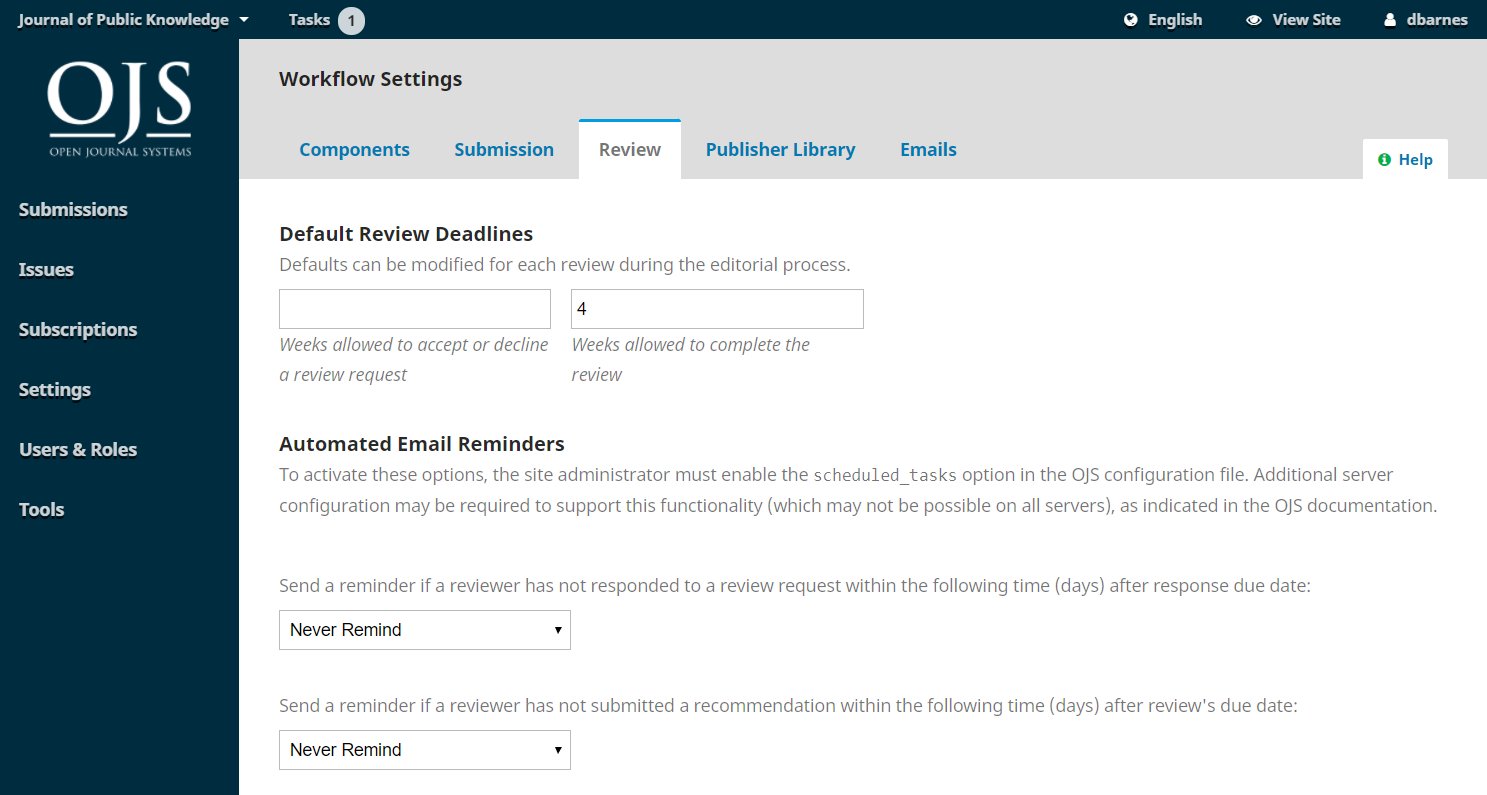 Journal of Public Knowledge Tasks 1 English View Site dbarnes
OJS
OPEN JOURNAL SYSTEMS
Submissions
Issues
Subscriptions
Settings
Users & Roles
Tools
Workflow Settings
Components Submission Review Publisher Library Emails
Help
Default Review Deadlines
Defaults can be modified for each review during the editorial process.
4
Weeks allowed to accept or decline
a review request
Weeks allowed to complete the
review
Automated Email Reminders
To activate these options, the site administrator must enable the scheduled_tasks option in the OJS configuration file. Additional server
configuration may be required to support this functionality (which may not be possible on all servers), as indicated in the OJS documentation.
Send a reminder if a reviewer has not responded to a review request within the following time (days) after response due date:
Never Remind
Send a reminder if a reviewer has not submitted a recommendation within the following time (days) after review's due date:
Never Remind